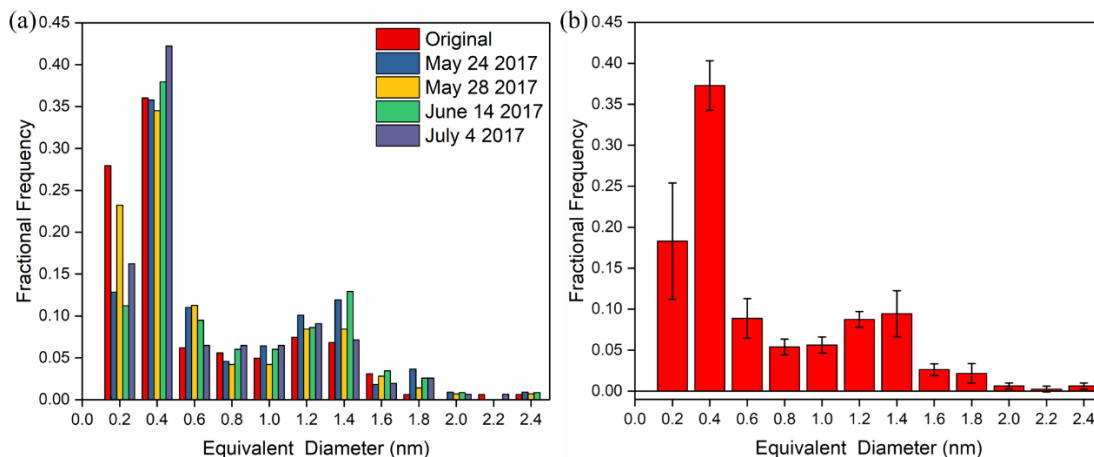 (a)
0.45
0.40
0.35
0.30
0.25
0.20
0.15
0.10
0.05
0.00
Fractional Frequency
Original
May 24 2017
May 28 2017
June 14 2017
July 4 2017
0.0 0.2 0.4 0.6 0.8 1.0 1.2 1.4 1.6 1.8 2.0 2.2 2.4
Equivalent Diameter (nm)
(b)
0.45
0.40
0.35
0.30
0.25
0.20
0.15
0.10
0.05
0.00
Fractional Frequency
0.0 0.2 0.4 0.6 0.8 1.0 1.2 1.4 1.6 1.8 2.0 2.2 2.4
Equivalent Diameter (nm)